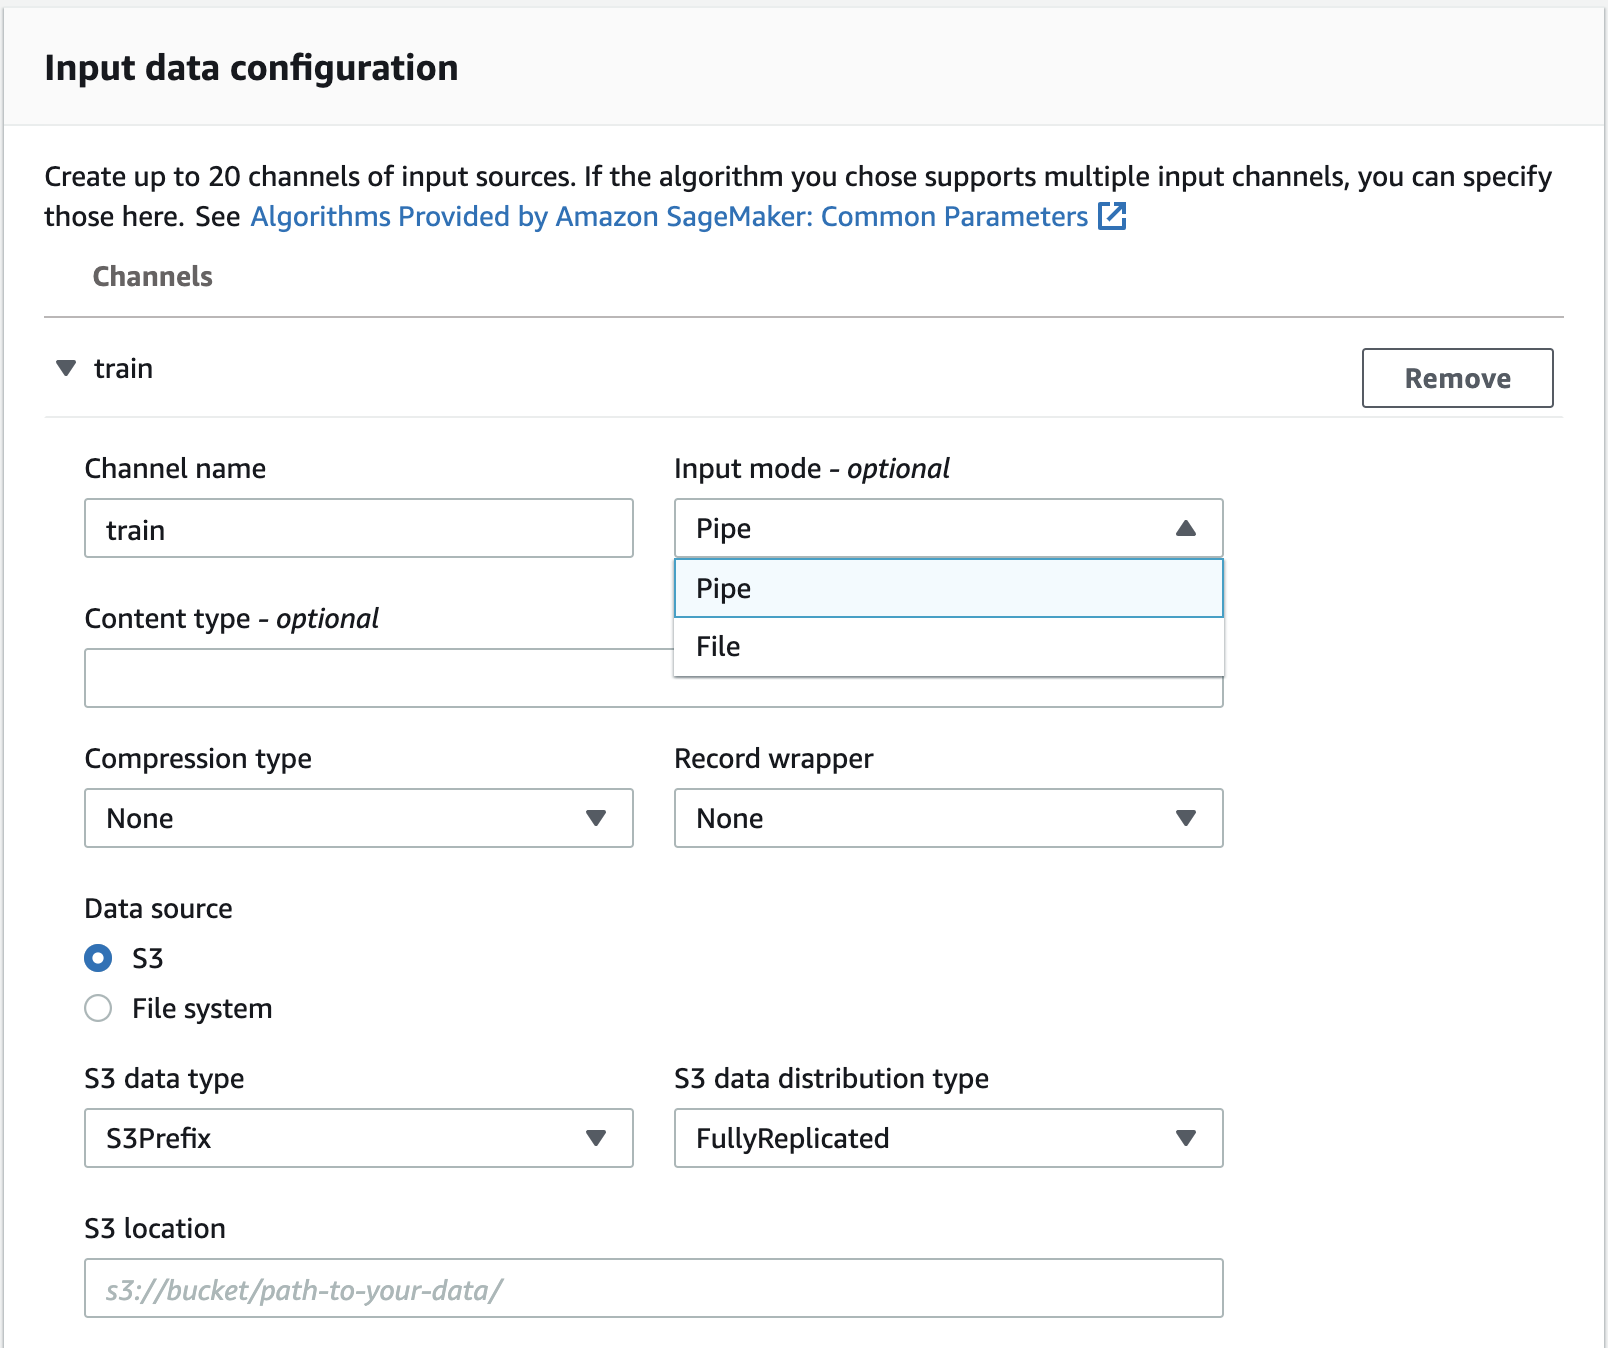 Input data configuration
Create up to 20 channels of input sources. If the algorithm you chose supports multiple input channels, you can specify
those here. See Algorithms Provided by Amazon SageMaker: Common Parameters
Channels
train
Remove
Channel name
Input mode - optional
train
Pipe
Pipe
File
Content type - optional
Compression type
Record wrapper
None
None
Data source
S3
File system
S3 data type
S3 data distribution type
S3Prefix
FullyReplicated
S3 location
s3://bucket/path-to-your-data/